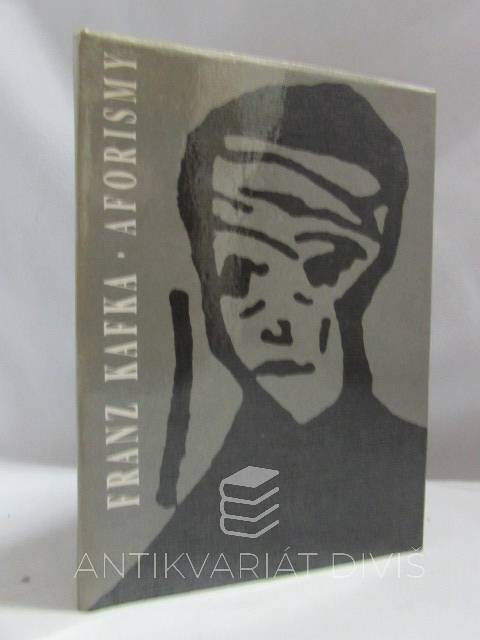 FRANZ KAFKA · AFORISMY
ANTIKVARIÁT DIVIŠ